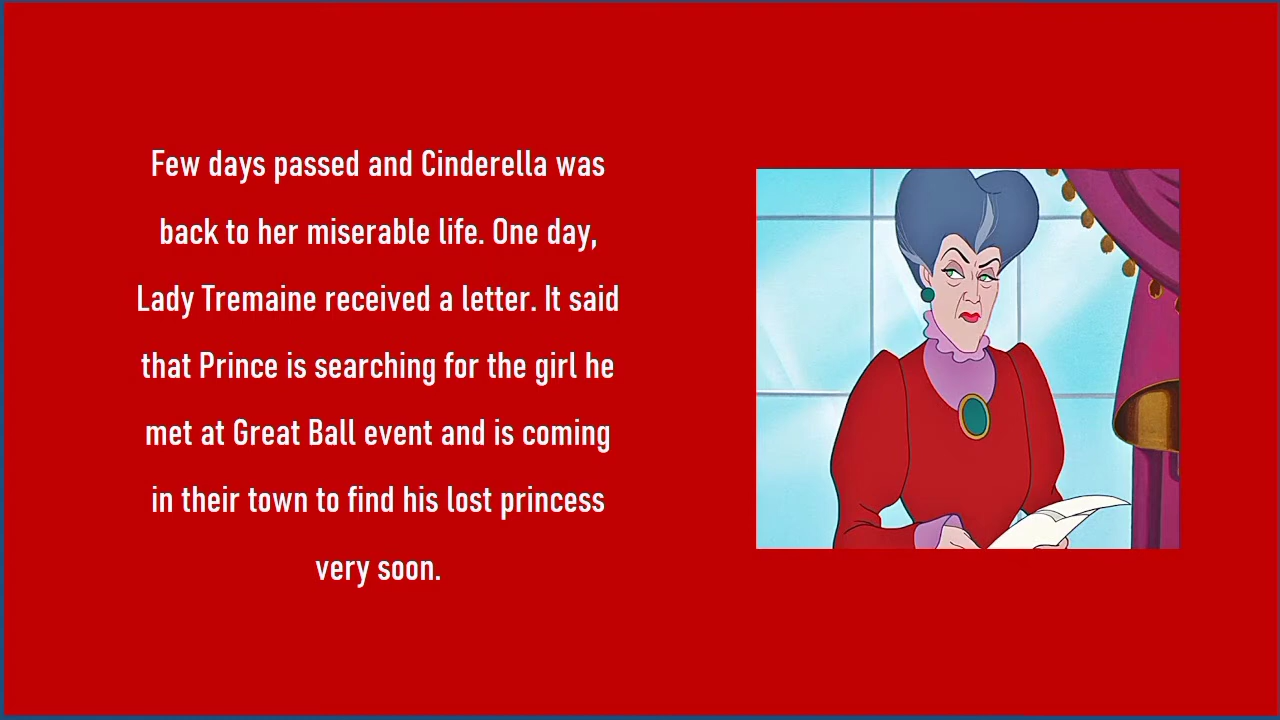 Few days passed and Cinderella was
back to her miserable life. One day,
Lady Tremaine received a letter. It said
that Prince is searching for the girl he
met at Great Ball event and is coming
in their town to find his lost princess
very soon.